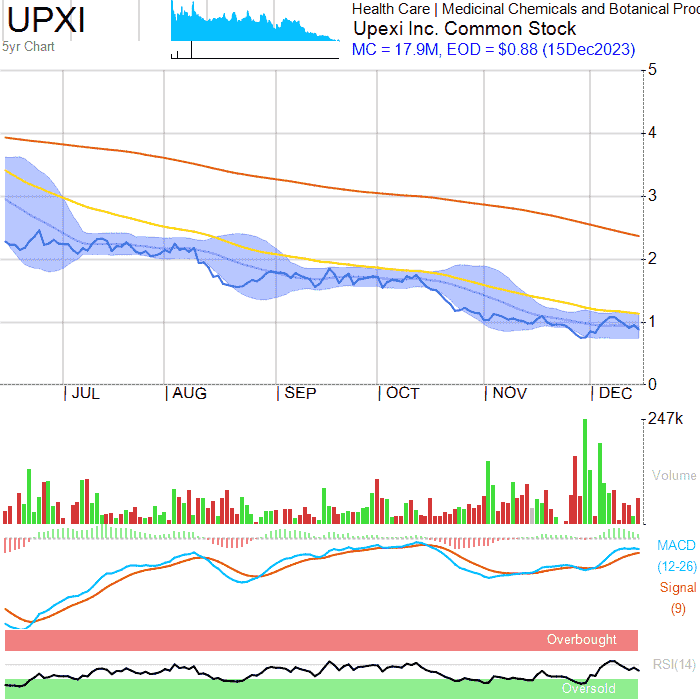 UPXI
5yr Chart
Health Care | Medicinal Chemicals and Botanical Proc
Upexi Inc. Common Stock
MC = 17.9M, EOD = $0.88 (15Dec2023)
5
4
3
2
1
0
| JUL | AUG | SEP | OCT | NOV | DEC
247k
Volume
MACD
(12-26)
Signal
(9)
Overbought
RSI(14)
Oversold